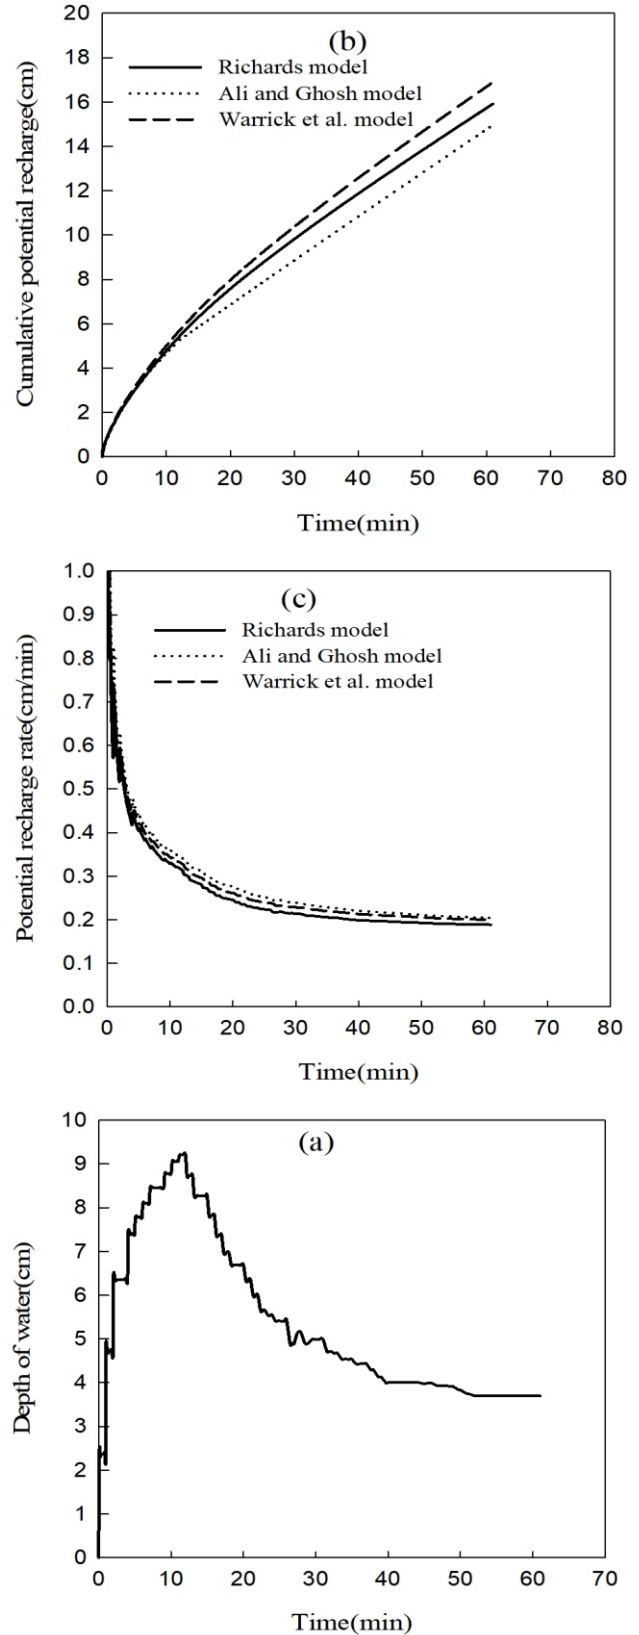 20
18
16
14
12
10
8
6
4
2
0
Cumulative potential recharge(cm)
(b)
Richards model
Ali and Ghosh model
Warrick et al. model
0 10 20 30 40 50 60 70 80
Time(min)
1.0
0.9
0.8
0.7
0.6
0.5
0.4
0.3
0.2
0.1
0.0
Potential recharge rate(cm/min)
(c)
Richards model
Ali and Ghosh model
Warrick et al. model
0 10 20 30 40 50 60 70 80
Time(min)
10
9
8
7
6
5
4
3
2
1
0
Depth of water(cm)
(a)
0 10 20 30 40 50 60 70
Time(min)